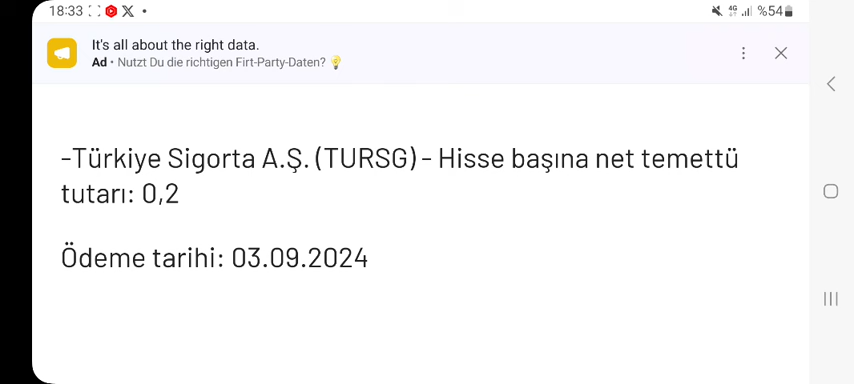 18:33 X • 4G %54
It's all about the right data.
Ad • Nutzt Du die richtigen Firt-Party-Daten? 💡
-Türkiye Sigorta A.Ş. (TURSG) - Hisse başına net temettü
tutarı: 0,2
Ödeme tarihi: 03.09.2024